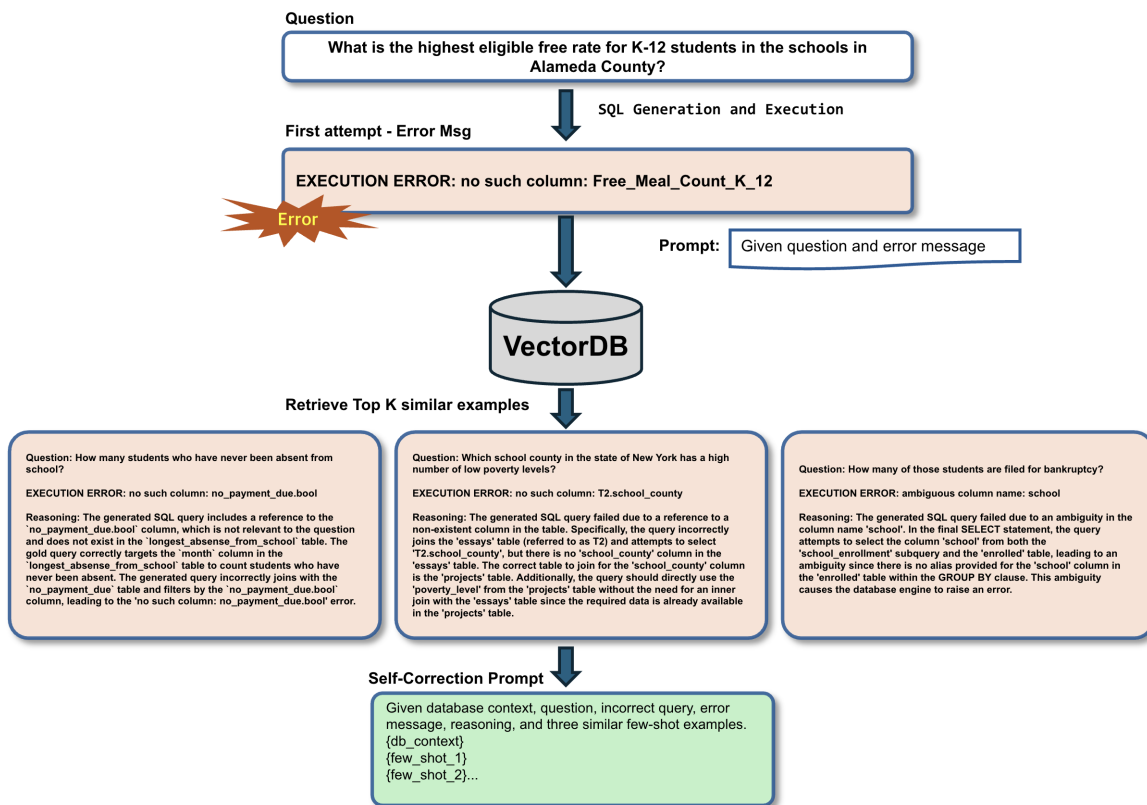 Question
What is the highest eligible free rate for K-12 students in the schools in
Alameda County?
SQL Generation and Execution
First attempt - Error Msg
EXECUTION ERROR: no such column: Free_Meal_Count_K_12
Error
Prompt:
Given question and error message
VectorDB
Retrieve Top K similar examples
Question: How many students who have never been absent from
school?
EXECUTION ERROR: no such column: no_payment_due.bool
Reasoning: The generated SQL query includes a reference to the
`no_payment_due.bool` column, which is not relevant to the question
and does not exist in the `longest_absense_from_school` table. The
gold query correctly targets the `month` column in the
`longest_absense_from_school` table to count students who have
never been absent. The generated query incorrectly joins with the
`no_payment_due` table and filters by the `no_payment_due.bool`
column, leading to the 'no such column: no_payment_due.bool' error.
Question: Which school county in the state of New York has a high
number of low poverty levels?
EXECUTION ERROR: no such column: T2.school_county
Reasoning: The generated SQL query failed due to a reference to a
non-existent column in the table. Specifically, the query incorrectly
joins the 'essays' table (referred to as T2) and attempts to select
'T2.school_county', but there is no 'school_county' column in the
'essays' table. The correct table to join for the 'school_county' column
is the 'projects' table. Additionally, the query should directly use the
'poverty_level' from the 'projects' table without the need for an inner
join with the 'essays' table since the required data is already available
in the 'projects' table.
Question: How many of those students are filed for bankruptcy?
EXECUTION ERROR: ambiguous column name: school
Reasoning: The generated SQL query failed due to an ambiguity in the
column name 'school'. In the final SELECT statement, the query
attempts to select the column 'school' from both the
'school_enrollment' subquery and the 'enrolled' table, leading to an
ambiguity since there is no alias provided for the 'school' column in
the 'enrolled' table within the GROUP BY clause. This ambiguity
causes the database engine to raise an error.
Self-Correction Prompt
Given database context, question, incorrect query, error
message, reasoning, and three similar few-shot examples.
{db_context}
{few_shot_1}
{few_shot_2}...